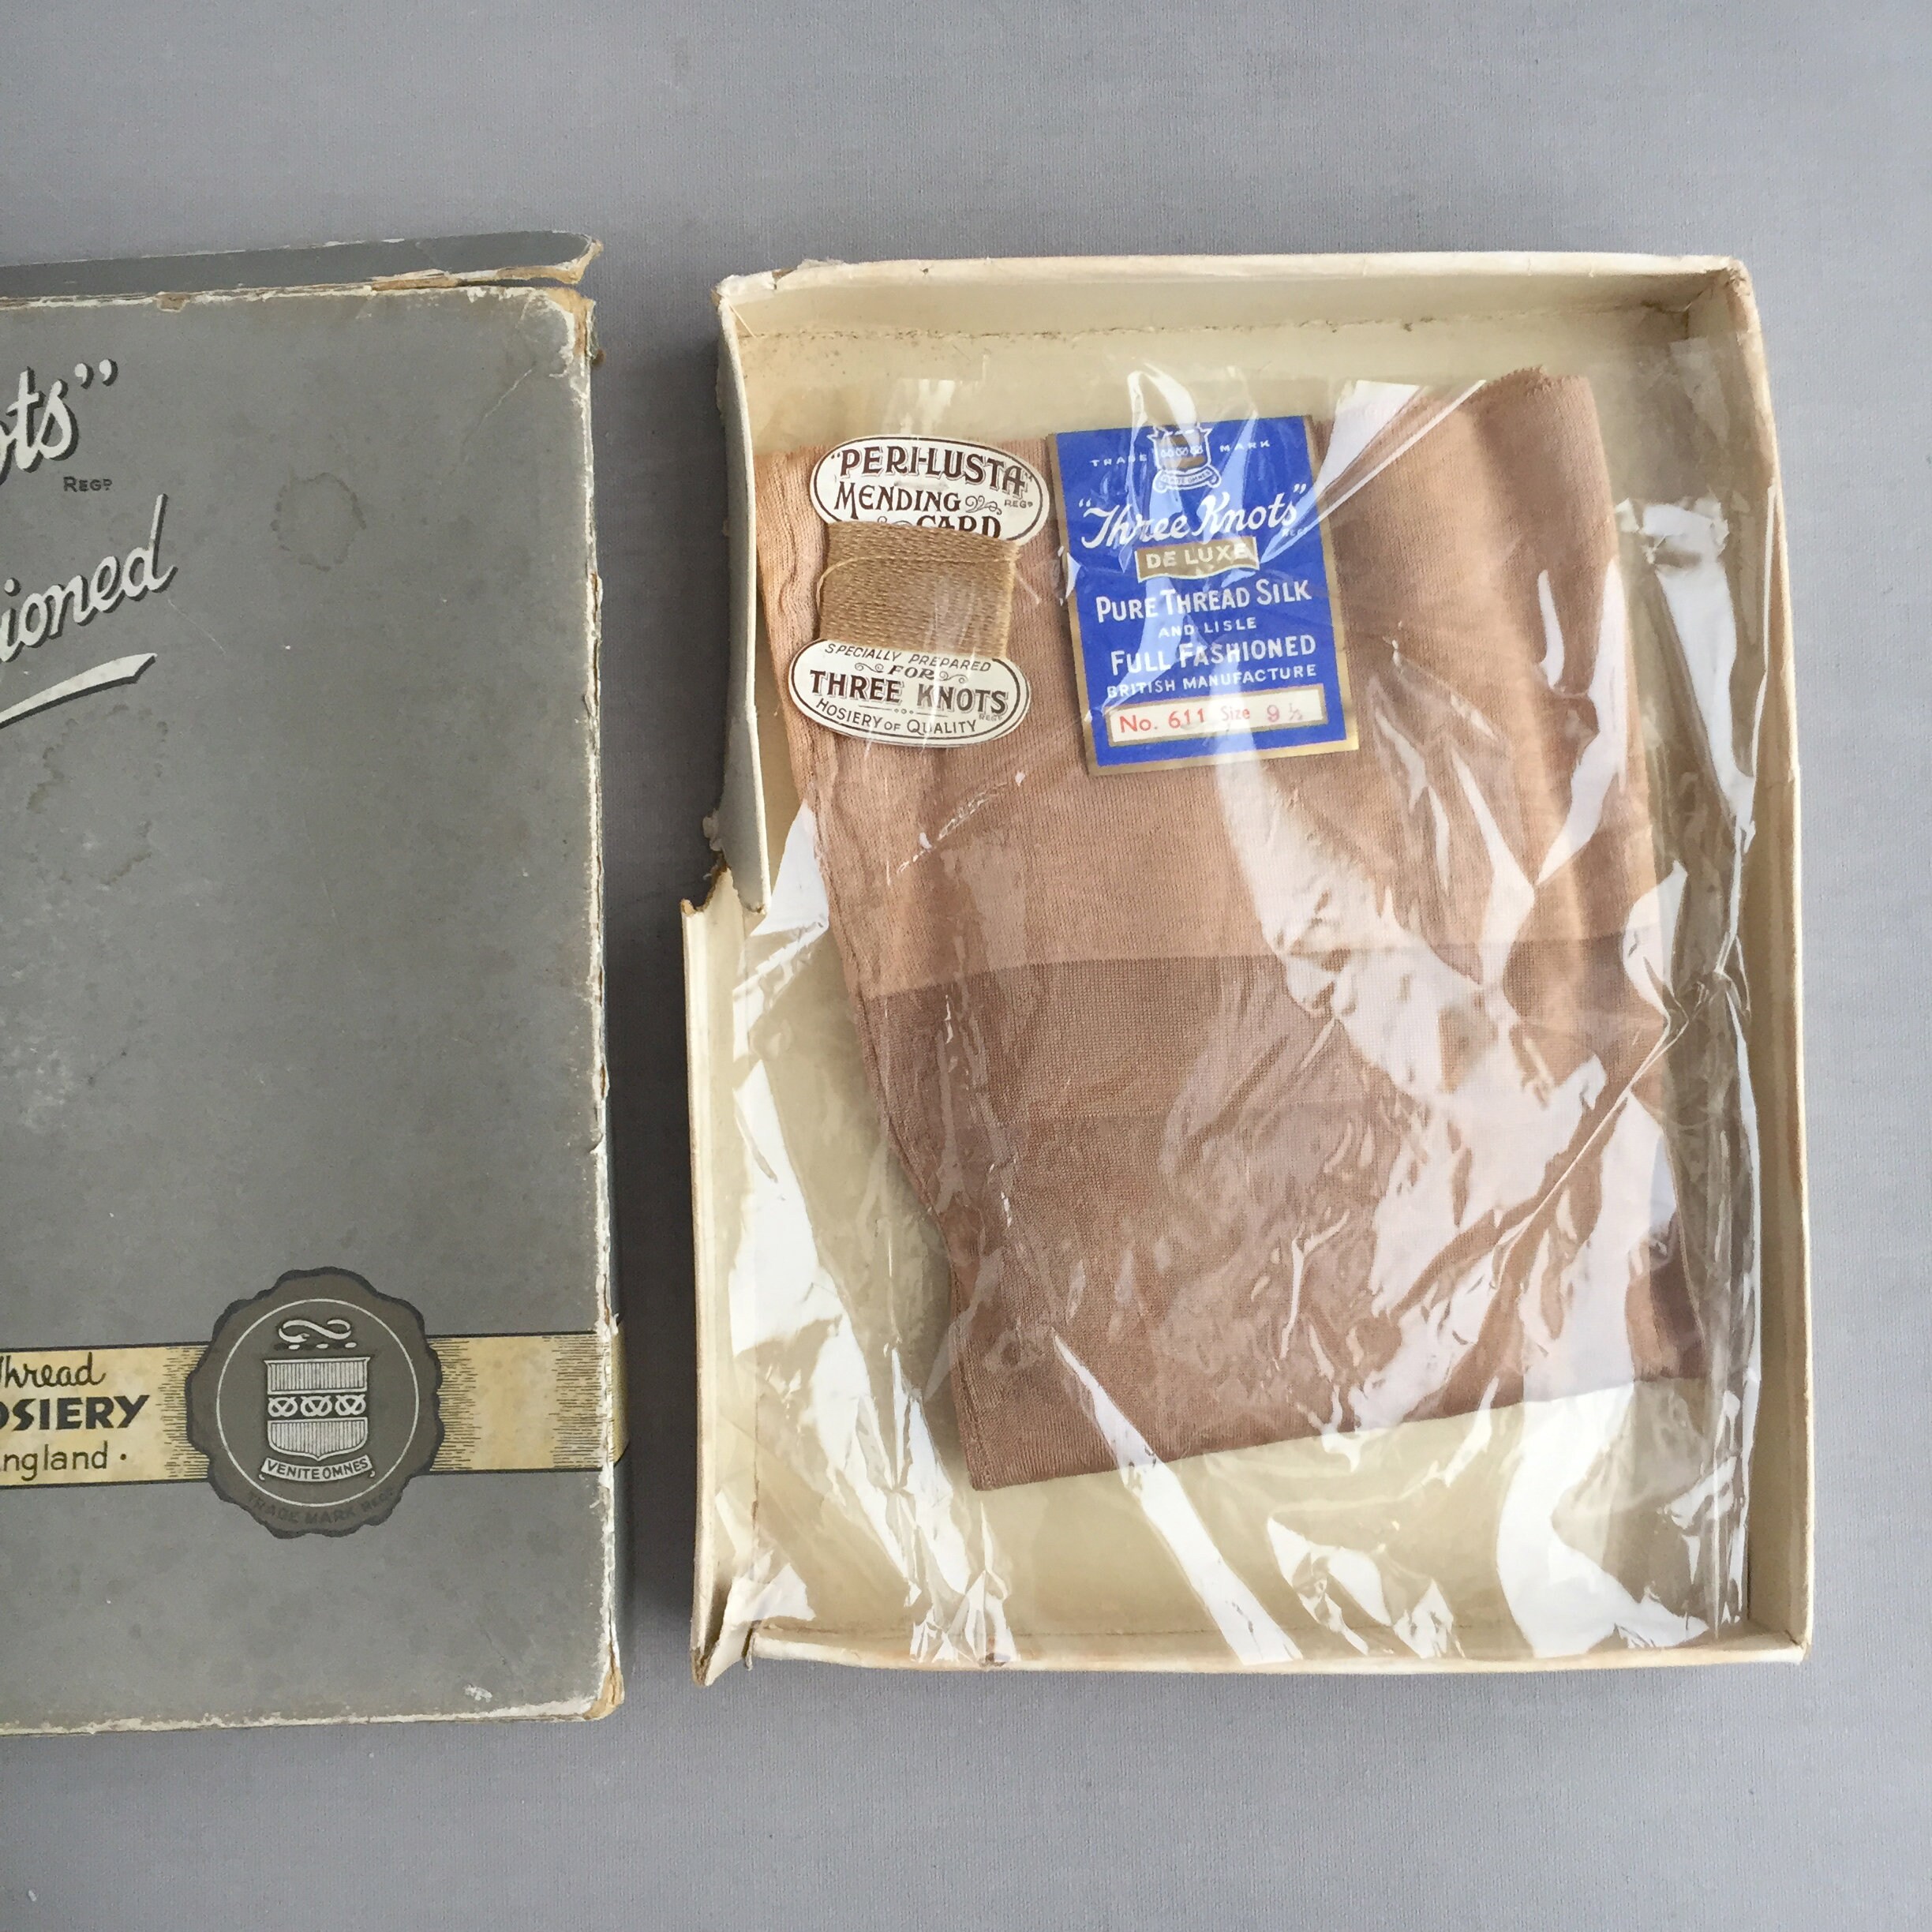 ots"
REGD
ioned
Thread
OSIERY
ngland ·
VENITE OMNES
TRADE MARK REGD
"PERI-LUSTA"
MENDING REGD
CARD
SPECIALLY PREPARED
FOR
THREE KNOTS
REGD
HOSIERY OF QUALITY
TRADE MARK
"Three Knots"
DE LUXE
PURE THREAD SILK
AND LISLE
FULL FASHIONED
BRITISH MANUFACTURE
No. 611 Size 9 ½